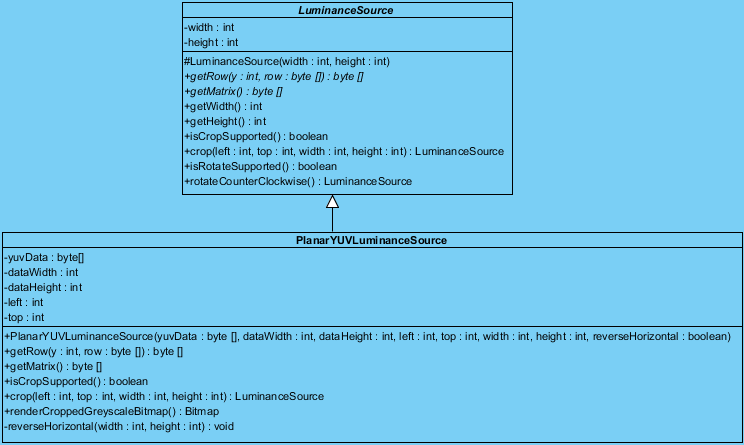 LuminanceSource
-width : int
-height : int
#LuminanceSource(width : int, height : int)
+getRow(y : int, row : byte []) : byte []
+getMatrix() : byte []
+getWidth() : int
+getHeight() : int
+isCropSupported() : boolean
+crop(left : int, top : int, width : int, height : int) : LuminanceSource
+isRotateSupported() : boolean
+rotateCounterClockwise() : LuminanceSource
PlanarYUVLuminanceSource
-yuvData : byte[]
-dataWidth : int
-dataHeight : int
-left : int
-top : int
+PlanarYUVLuminanceSource(yuvData : byte [], dataWidth : int, dataHeight : int, left : int, top : int, width : int, height : int, reverseHorizontal : boolean)
+getRow(y : int, row : byte []) : byte []
+getMatrix() : byte []
+isCropSupported() : boolean
+crop(left : int, top : int, width : int, height : int) : LuminanceSource
+renderCroppedGreyscaleBitmap() : Bitmap
-reverseHorizontal(width : int, height : int) : void